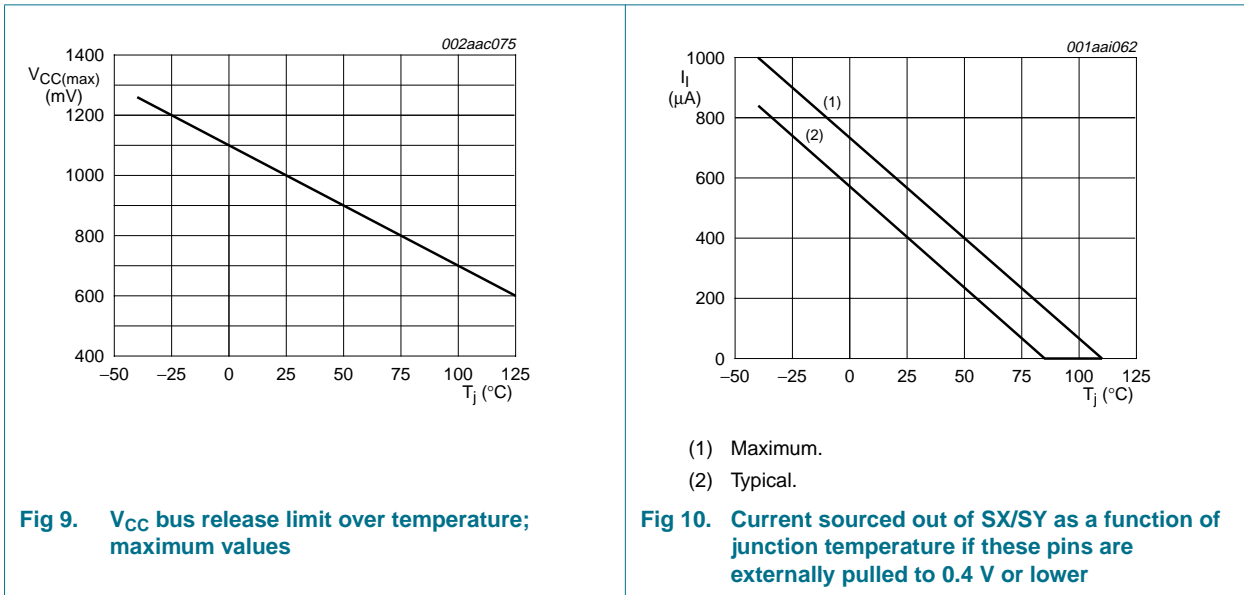 002aac075
1400
VCC(max)
(mV)
1200
1000
800
600
400
−50
−25
0
25
50
75
100
125
Tj (°C)
Fig 9. VCC bus release limit over temperature;
maximum values
001aai062
1000
II
(μA)
800
600
400
200
0
(1)
(2)
−50
−25
0
25
50
75
100
125
Tj (°C)
(1) Maximum.
(2) Typical.
Fig 10. Current sourced out of SX/SY as a function of
junction temperature if these pins are
externally pulled to 0.4 V or lower